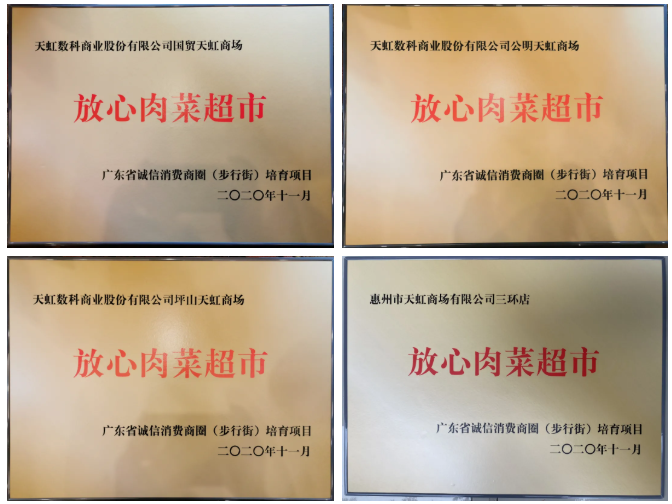 天虹数科商业股份有限公司国贸天虹商场
放心肉菜超市
广东省诚信消费商圈（步行街）培育项目
二〇二〇年十一月
天虹数科商业股份有限公司公明天虹商场
放心肉菜超市
广东省诚信消费商圈（步行街）培育项目
二〇二〇年十一月
天虹数科商业股份有限公司坪山天虹商场
放心肉菜超市
广东省诚信消费商圈（步行街）培育项目
二〇二〇年十一月
惠州市天虹商场有限公司三环店
放心肉菜超市
广东省诚信消费商圈（步行街）培育项目
二〇二〇年十一月